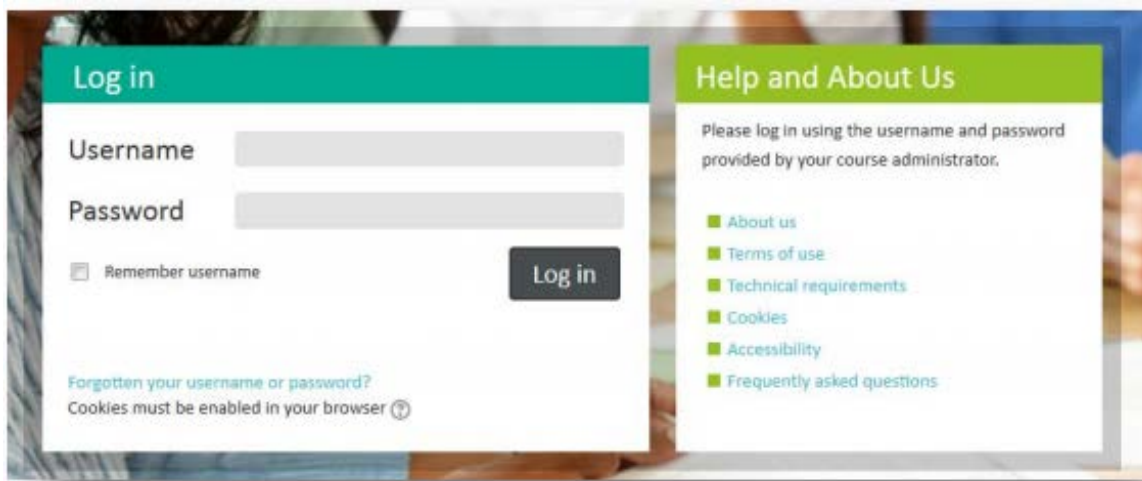 Log in
Username
Password
Remember username
Log in
Forgotten your username or password?
Cookies must be enabled in your browser
Help and About Us
Please log in using the username and password
provided by your course administrator.
About us
Terms of use
Technical requirements
Cookies
Accessibility
Frequently asked questions